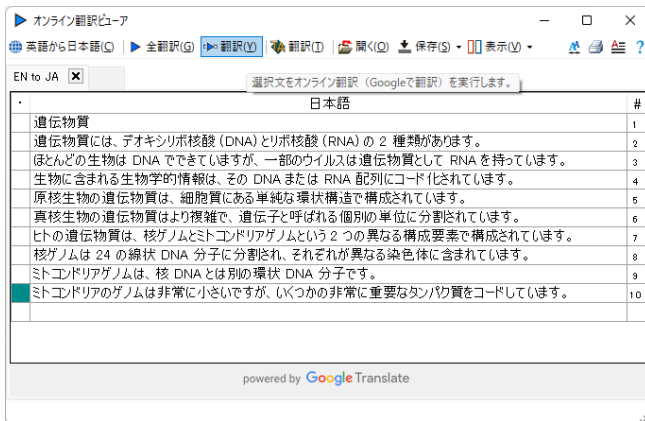 オンライン翻訳ビューア
英語から日本語(C) 全翻訳(G) 翻訳(Y) 翻訳(T) 開く(O) 保存(S) 表示(V)
EN to JA
選択文をオンライン翻訳（Googleで翻訳）を実行します。
日本語 #
遺伝物質 1
遺伝物質には、デオキシリボ核酸 (DNA) とリボ核酸 (RNA) の 2 種類があります。 2
ほとんどの生物は DNA でできていますが、一部のウイルスは遺伝物質として RNA を持っています。 3
生物に含まれる生物学的情報は、その DNA または RNA 配列にコード化されています。 4
原核生物の遺伝物質は、細胞質にある単純な環状構造で構成されています。 5
真核生物の遺伝物質はより複雑で、遺伝子と呼ばれる個別の単位に分割されています。 6
ヒトの遺伝物質は、核ゲノムとミトコンドリアゲノムという 2 つの異なる構成要素で構成されています。 7
核ゲノムは 24 の線状 DNA 分子に分割され、それぞれが異なる染色体に含まれています。 8
ミトコンドリアゲノムは、核 DNA とは別の環状 DNA 分子です。 9
ミトコンドリアのゲノムは非常に小さいですが、いくつかの非常に重要なタンパク質をコードしています。 10
powered by Google Translate